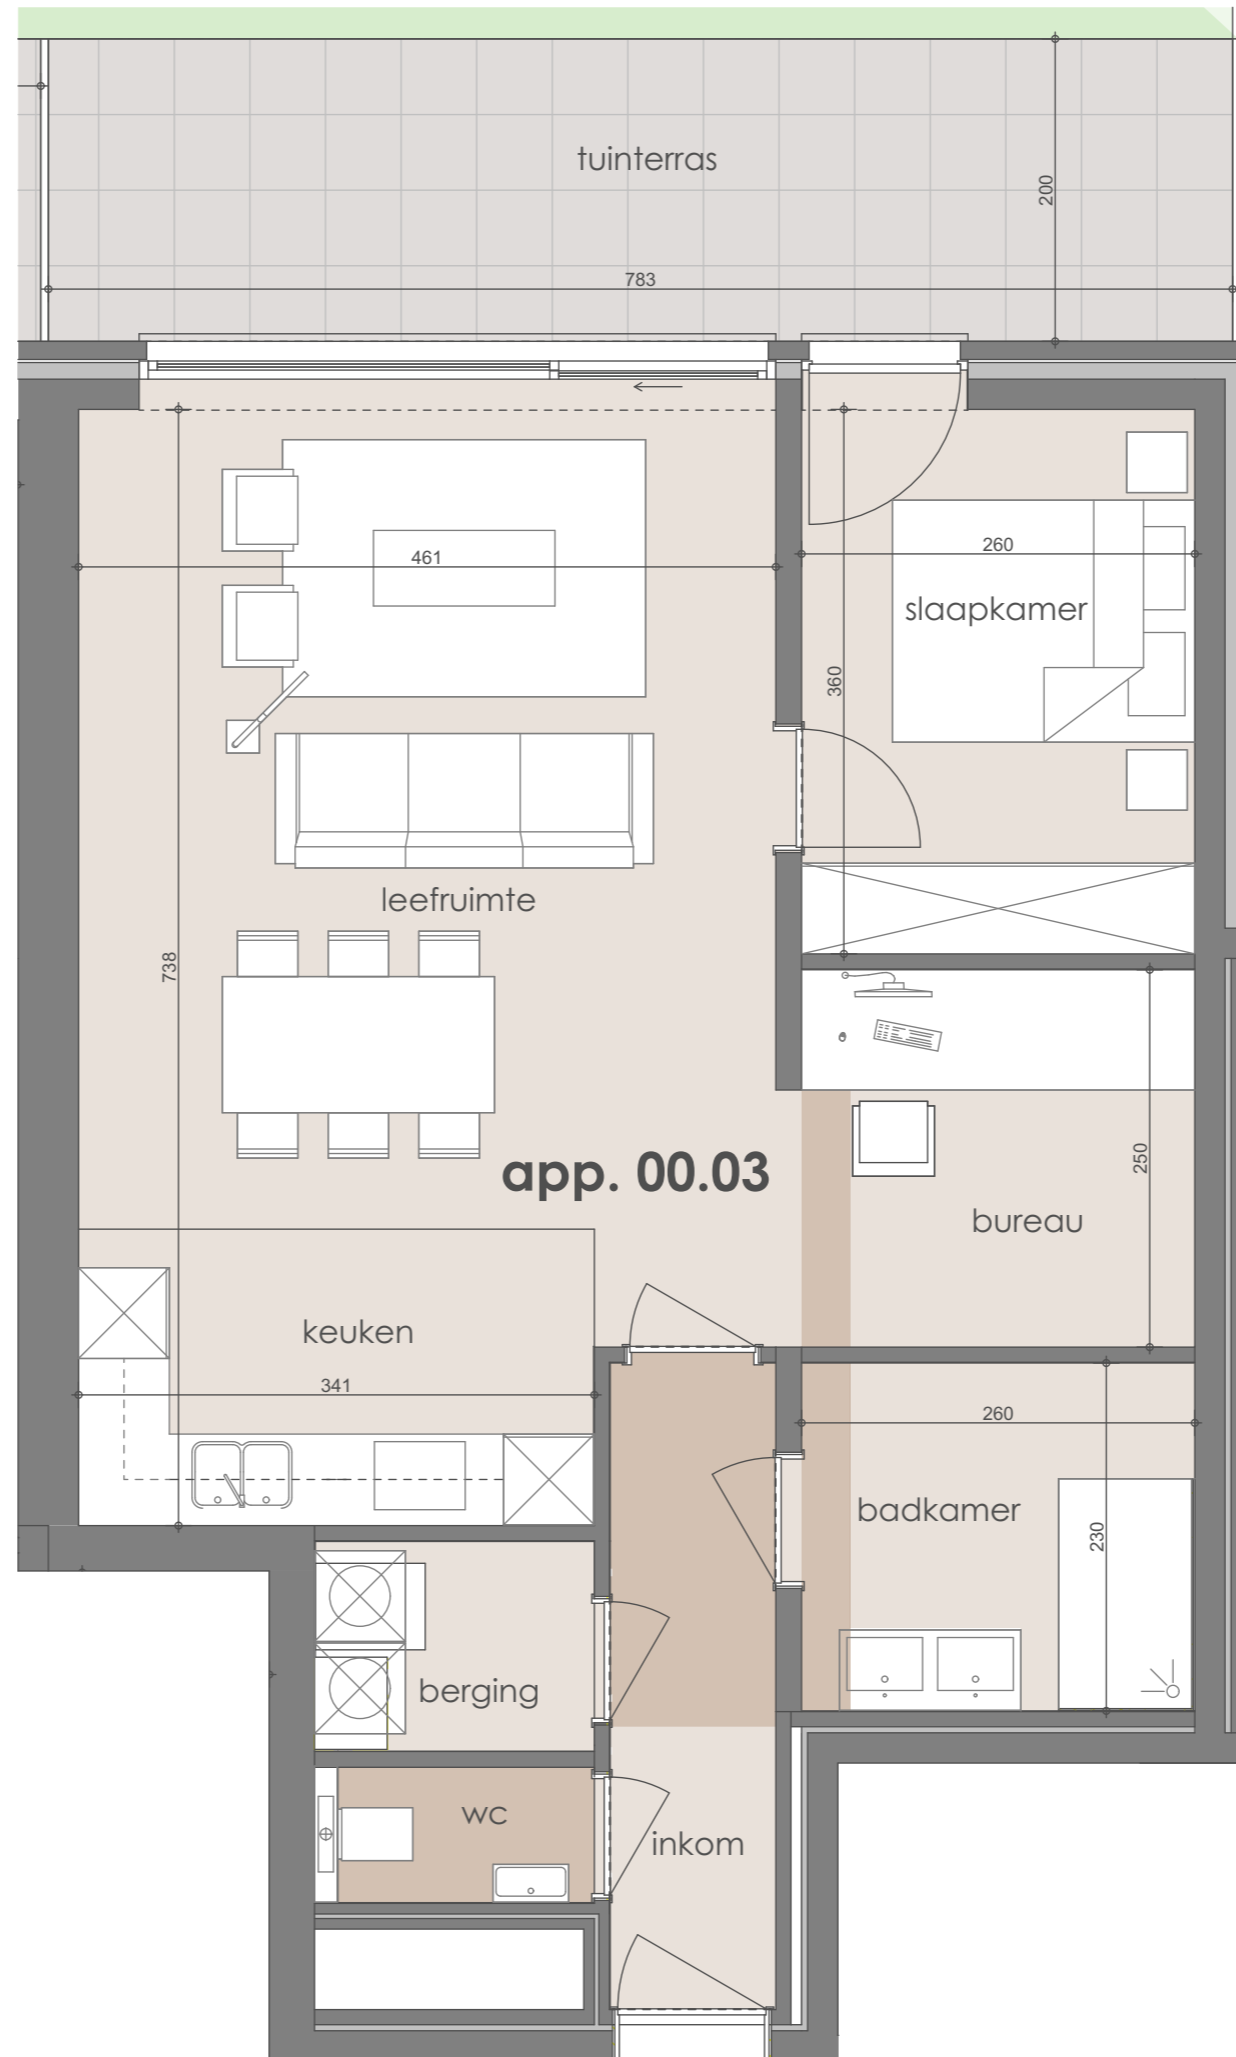 tuinterras
200
783
461
260
slaapkamer
360
leefruimte
738
app. 00.03
250
bureau
keuken
341
260
badkamer
230
berging
wc
inkom